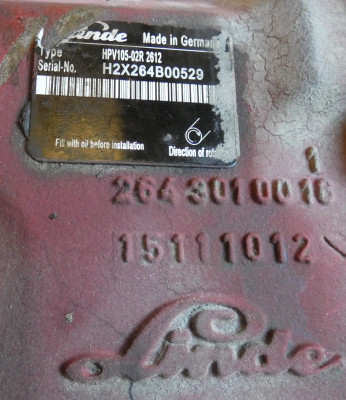 Linde Made in Germany
Type HPV105-02R 2612
Serial-No. H2X264B00529
Fill with oil before installation Direction of
1
264 301 00 16
15111012
Linde